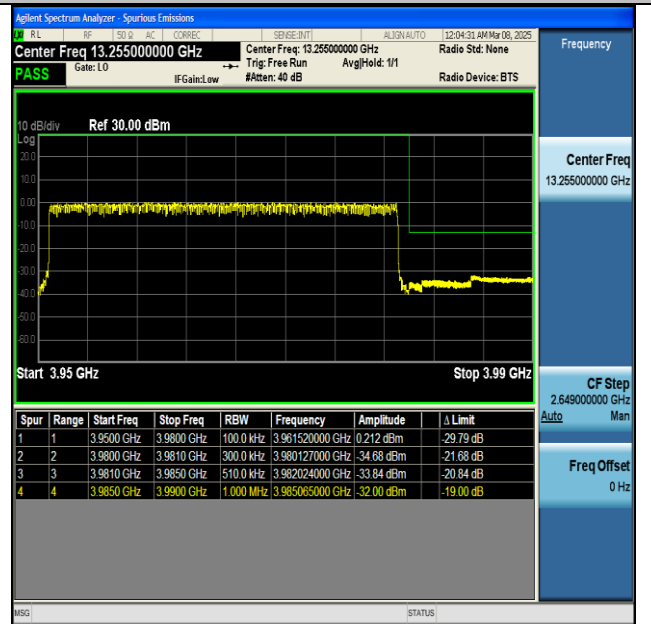 Agilent Spectrum Analyzer - Spurious Emissions
LXI RL RF 50 Ω AC CORREC SENSE:INT ALIGN AUTO 12:04:31 AM Mar 08, 2025
Center Freq 13.255000000 GHz
Center Freq: 13.255000000 GHz
Radio Std: None
PASS
Gate: LO
Trig: Free Run
Avg|Hold: 1/1
IFGain:Low
#Atten: 40 dB
Radio Device: BTS
10 dB/div Ref 30.00 dBm
Log
20.0
10.0
0.00
-10.0
-20.0
-30.0
-40.0
-50.0
-60.0
Start 3.95 GHz Stop 3.99 GHz
Spur Range Start Freq Stop Freq RBW Frequency Amplitude Δ Limit
1 1 3.9500 GHz 3.9800 GHz 100.0 kHz 3.961520000 GHz 0.212 dBm -29.79 dB
2 2 3.9800 GHz 3.9810 GHz 300.0 kHz 3.980127000 GHz -34.68 dBm -21.68 dB
3 3 3.9810 GHz 3.9850 GHz 510.0 kHz 3.982024000 GHz -33.84 dBm -20.84 dB
4 4 3.9850 GHz 3.9900 GHz 1.000 MHz 3.985065000 GHz -32.00 dBm -19.00 dB
MSG STATUS
Frequency
Center Freq
13.255000000 GHz
CF Step
2.649000000 GHz
Auto Man
Freq Offset
0 Hz